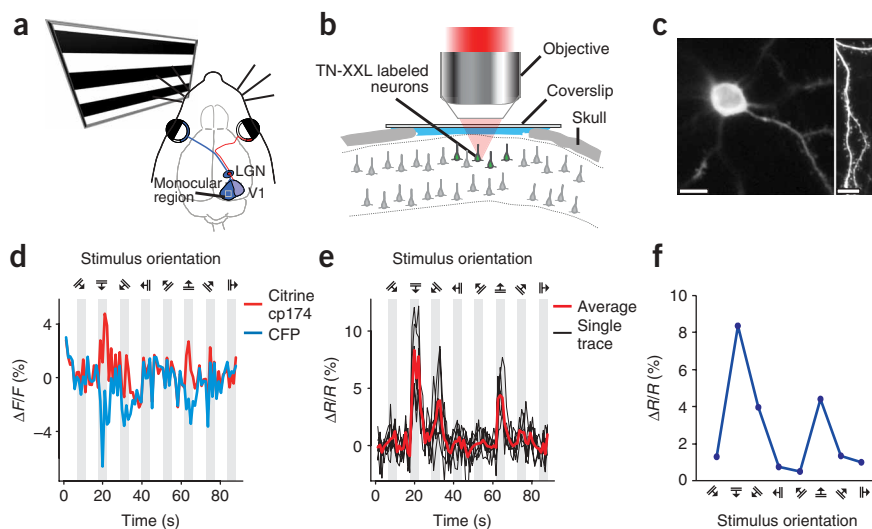 a
LGN
Monocular
region
V1
b
TN-XXL labeled
neurons
Objective
Coverslip
Skull
c
d
Stimulus orientation
Citrine
cp174
CFP
ΔF/F (%)
4
0
–4
0 20 40 60 80
Time (s)
e
Stimulus orientation
Average
Single
trace
ΔR/R (%)
10
5
0
0 20 40 60 80
Time (s)
f
ΔR/R (%)
10
8
6
4
2
0
Stimulus orientation